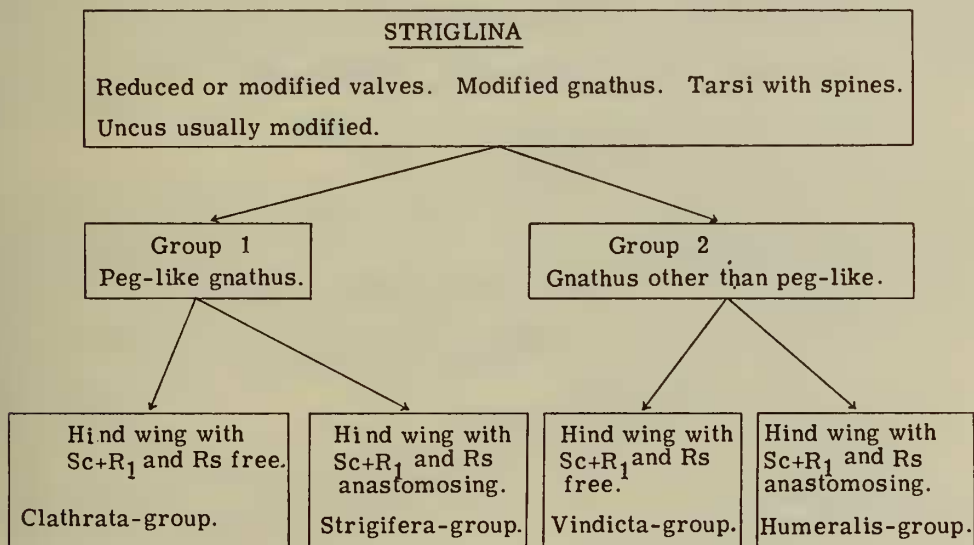 STRIGLINA
Reduced or modified valves. Modified gnathus. Tarsi with spines.
Uncus usually modified.
Group 1
Peg-like gnathus.
Group 2
Gnathus other than peg-like.
Hind wing with
Sc+R₁ and Rs free.
Clathrata-group.
Hind wing with
Sc+R₁ and Rs
anastomosing.
Strigifera-group.
Hind wing with
Sc+R₁ and Rs
free.
Vindicta-group.
Hind wing with
Sc+R₁ and Rs
anastomosing.
Humeralis-group.